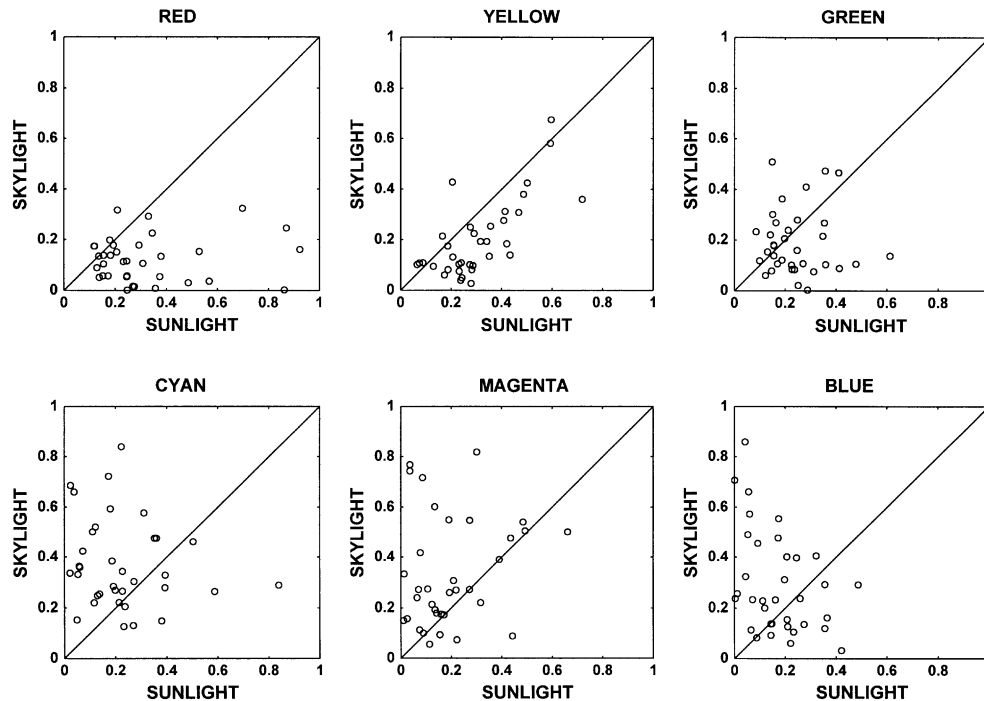 RED YELLOW GREEN
1 1 1
0.8 0.8 0.8
0.6 0.6 0.6
SKYLIGHT SKYLIGHT SKYLIGHT
0.4 0.4 0.4
0.2 0.2 0.2
0 0 0
0 0.2 0.4 0.6 0.8 1 0 0.2 0.4 0.6 0.8 1 0 0.2 0.4 0.6 0.8
SUNLIGHT SUNLIGHT SUNLIGHT
CYAN MAGENTA BLUE
1 1 1
0.8 0.8 0.8
0.6 0.6 0.6
SKYLIGHT SKYLIGHT SKYLIGHT
0.4 0.4 0.4
0.2 0.2 0.2
0 0 0
0 0.2 0.4 0.6 0.8 1 0 0.2 0.4 0.6 0.8 1 0 0.2 0.4 0.6 0.8
SUNLIGHT SUNLIGHT SUNLIGHT